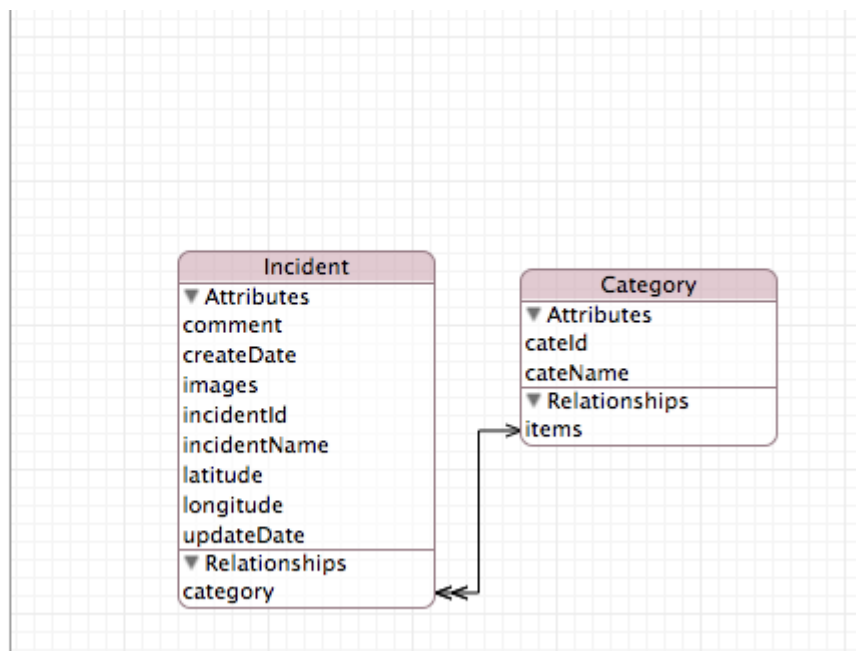 Incident
Attributes
comment
createDate
images
incidentId
incidentName
latitude
longitude
updateDate
Relationships
category
Category
Attributes
cateId
cateName
Relationships
items